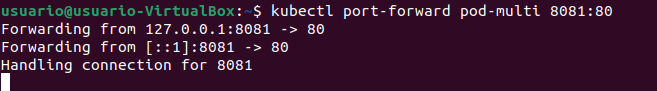 usuario@usuario-VirtualBox:~$ kubectl port-forward pod-multi 8081:80
Forwarding from 127.0.0.1:8081 -> 80
Forwarding from [::1]:8081 -> 80
Handling connection for 8081